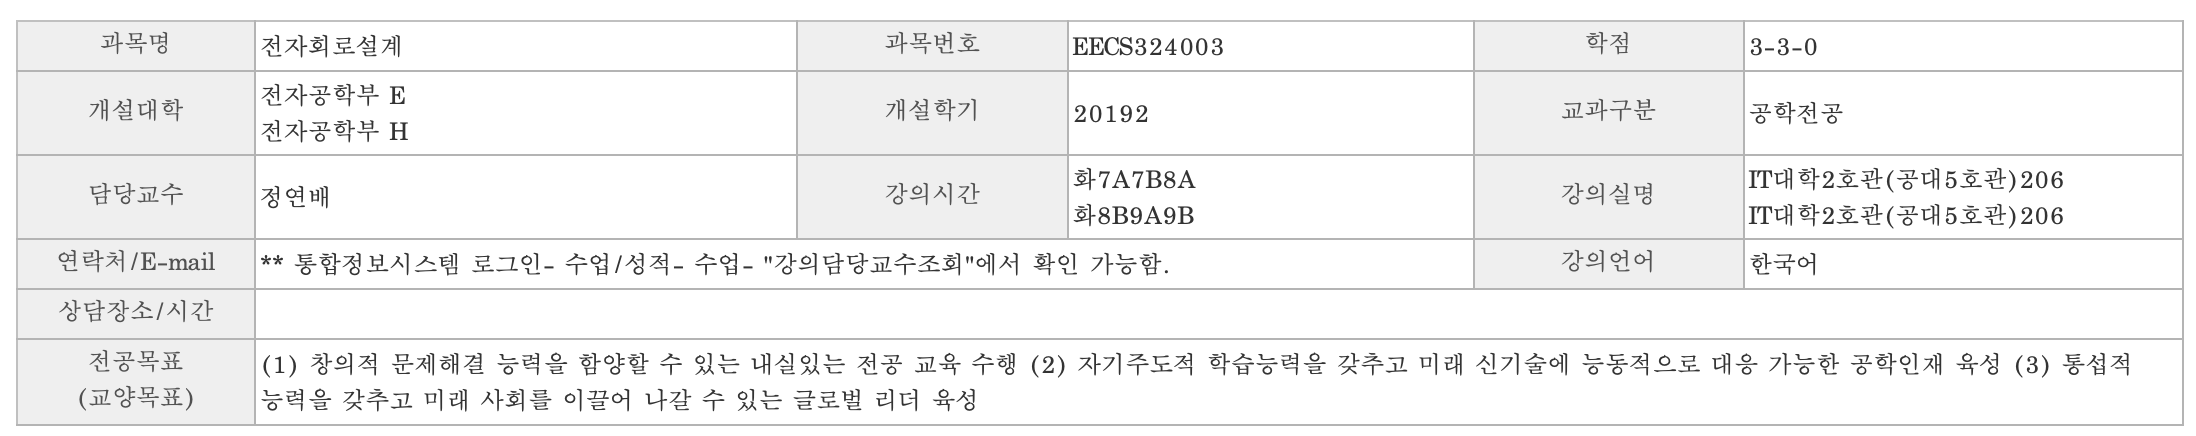 과목명 전자회로설계 과목번호 EECS324003 학점 3-3-0
개설대학 전자공학부 E 개설학기 20192 교과구분 공학전공
전자공학부 H
담당교수 정연배 강의시간 화7A7B8A 강의실명 IT대학2호관(공대5호관)206
화8B9A9B IT대학2호관(공대5호관)206
연락처/E-mail ** 통합정보시스템 로그인- 수업/성적- 수업- "강의담당교수조회"에서 확인 가능함. 강의언어 한국어
상담장소/시간
전공목표 (1) 창의적 문제해결 능력을 함양할 수 있는 내실있는 전공 교육 수행 (2) 자기주도적 학습능력을 갖추고 미래 신기술에 능동적으로 대응 가능한 공학인재 육성 (3) 통섭적
(교양목표) 능력을 갖추고 미래 사회를 이끌어 나갈 수 있는 글로벌 리더 육성